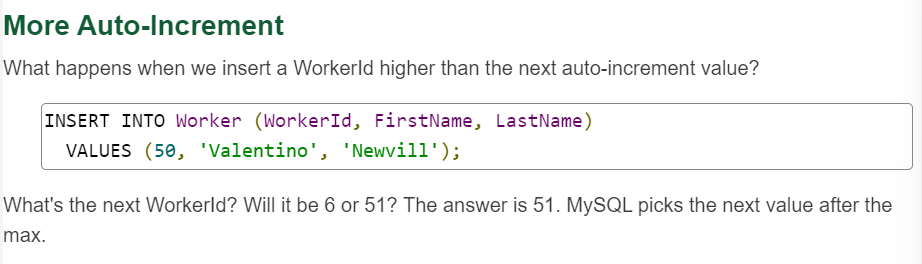 More Auto-Increment
What happens when we insert a WorkerId higher than the next auto-increment value?
INSERT INTO Worker (WorkerId, FirstName, LastName)
VALUES (50, 'Valentino', 'Newvill');
What's the next WorkerId? Will it be 6 or 51? The answer is 51. MySQL picks the next value after the
max.